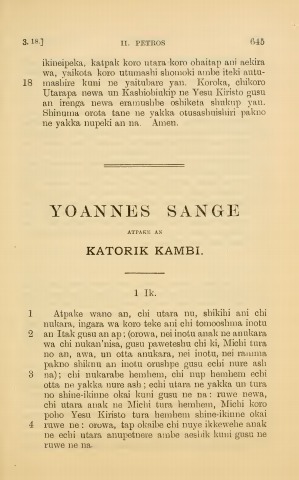 3. 18.] II. PETROS 645
ikineipeka, katpak koro utara koro ohaitap ani aekira
wa, yaikota koro utumashi shomoki ambe iteki autu-
18 mashire kuni ne yaitubare yan. Koroka, chikoro
Utarapa newa un Kashiobiukip ne Yesu Kiristo gusu
an irenga newa eramushbe oshiketa shukup yan.
Shinuma orota tane ne yakka otusashuishiri pakno
ne yakka nupeki an na. Amen.
YOANNES SANGE
ATPAKE AN
KATORIK KAMBI.
1 Ik.
1 Atpake wano an, chi utara nu, shikihi ani chi
nukara, ingara wa koro teke ani chi tomooshma inotu
2 an Itak gusu an ap: (orowa, nei inotu anak ne anukara
wa chi nukan'nisa, gusu paweteshu chi ki, Michi tura
no an, awa, un otta anukara, nei inotu, nei ramma
pakno shiknu an inotu orushpe gusu echi nure ash
3 na); chi nukarabe hemhem, chi nup hemhem echi
otta ne yakka nure ash; echi utara ne yakka un tura
no shine-ikinne okai kuni gusu ne na: ruwe newa,
chi utara anak ne Michi tura hemhem, Michi koro
poho Yesu Kiristo tura hemhem shine-ikinne okai
4 ruwe ne: orowa, tap okaibe chi nuye ikkewehe anak
ne echi utara anupetnere ambe aeshik kuni gusu ne
ruwe ne na.